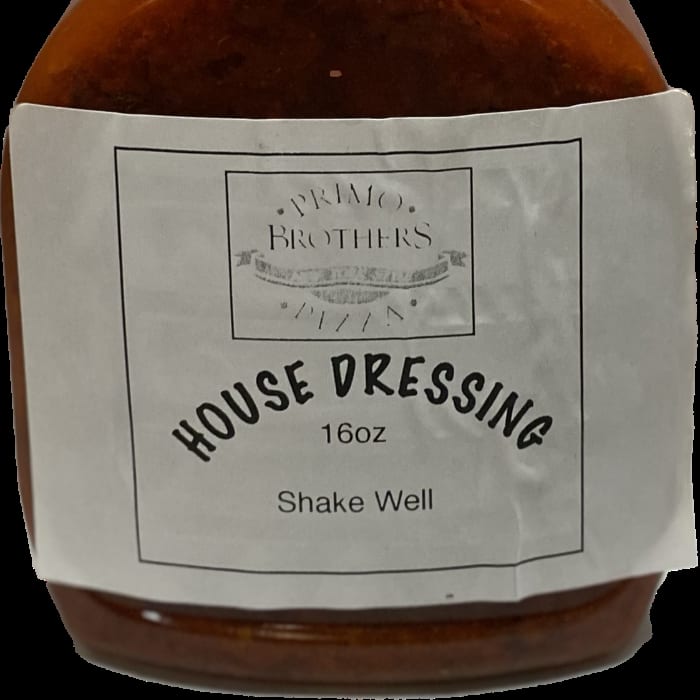 PRIMO
BROTHERS
PIZZA
HOUSE DRESSING
16oz
Shake Well